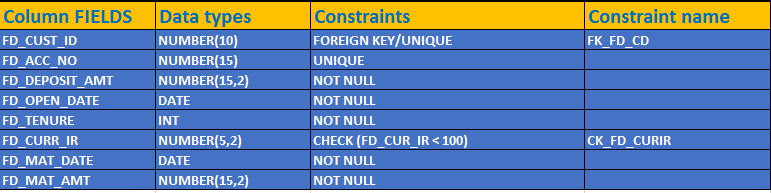 Column FIELDS Data types Constraints Constraint name
FD_CUST_ID NUMBER(10) FOREIGN KEY/UNIQUE FK_FD_CD
FD_ACC_NO NUMBER(15) UNIQUE
FD_DEPOSIT_AMT NUMBER(15,2) NOT NULL
FD_OPEN_DATE DATE NOT NULL
FD_TENURE INT NOT NULL
FD_CURR_IR NUMBER(5,2) CHECK (FD_CUR_IR < 100) CK_FD_CURIR
FD_MAT_DATE DATE NOT NULL
FD_MAT_AMT NUMBER(15,2) NOT NULL